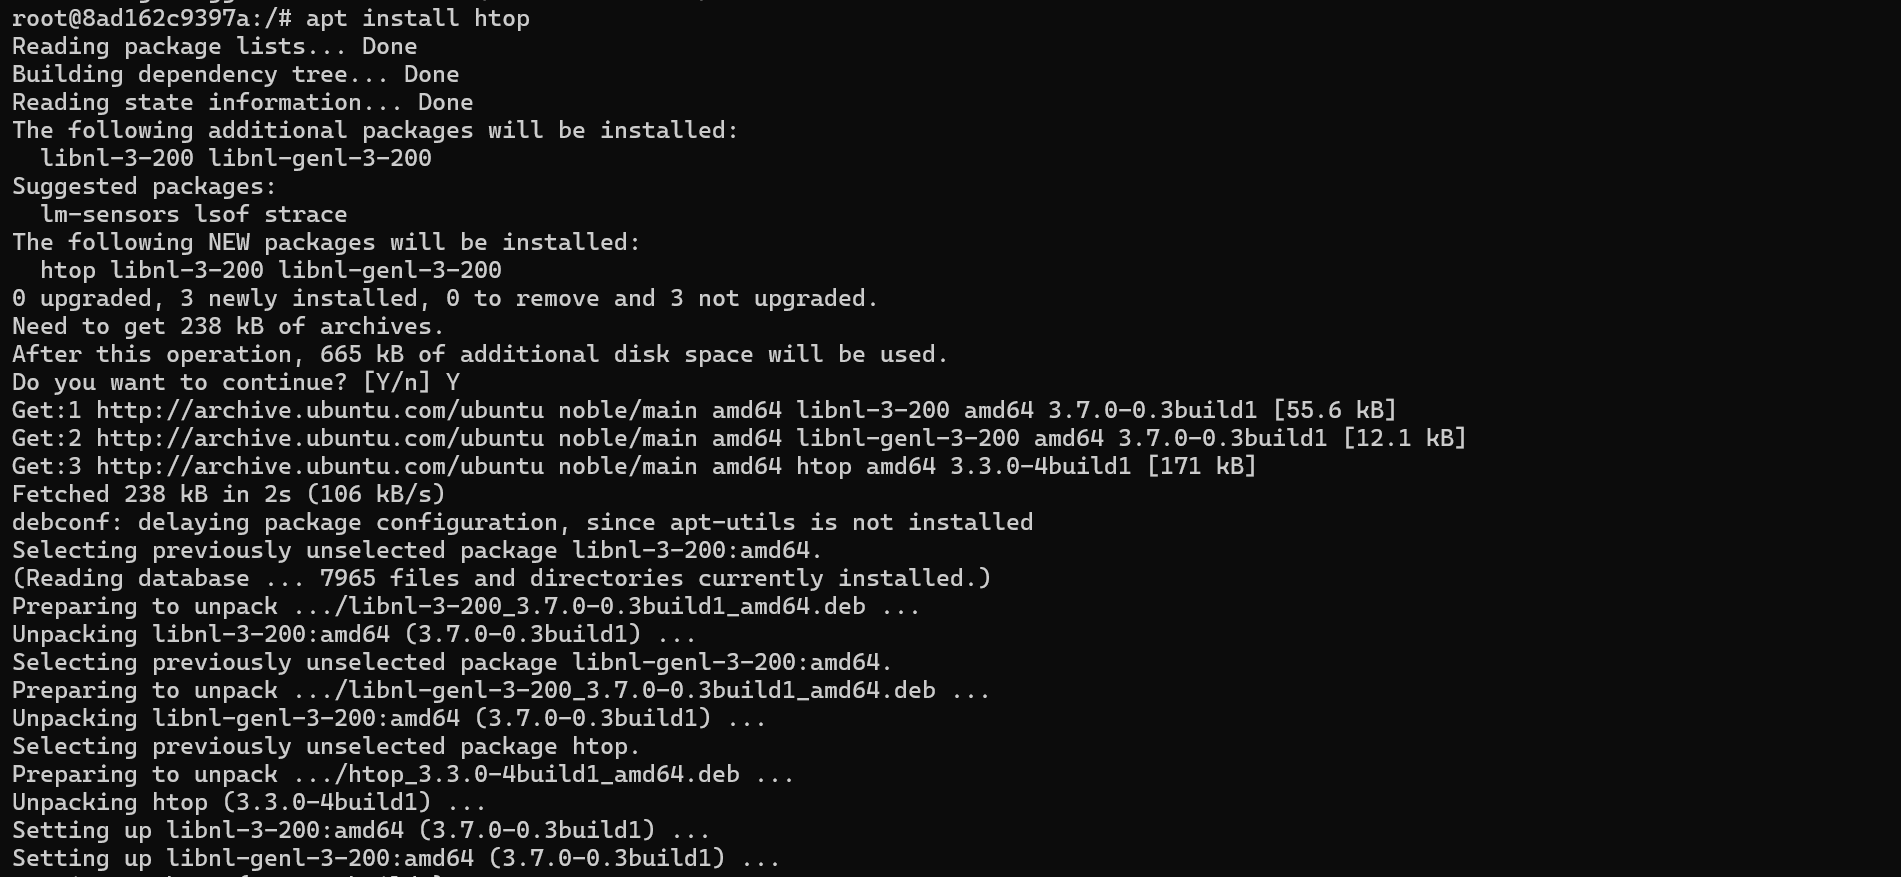 root@8ad162c9397a:/# apt install htop
Reading package lists... Done
Building dependency tree... Done
Reading state information... Done
The following additional packages will be installed:
  libnl-3-200 libnl-genl-3-200
Suggested packages:
  lm-sensors lsof strace
The following NEW packages will be installed:
  htop libnl-3-200 libnl-genl-3-200
0 upgraded, 3 newly installed, 0 to remove and 3 not upgraded.
Need to get 238 kB of archives.
After this operation, 665 kB of additional disk space will be used.
Do you want to continue? [Y/n] Y
Get:1 http://archive.ubuntu.com/ubuntu noble/main amd64 libnl-3-200 amd64 3.7.0-0.3build1 [55.6 kB]
Get:2 http://archive.ubuntu.com/ubuntu noble/main amd64 libnl-genl-3-200 amd64 3.7.0-0.3build1 [12.1 kB]
Get:3 http://archive.ubuntu.com/ubuntu noble/main amd64 htop amd64 3.3.0-4build1 [171 kB]
Fetched 238 kB in 2s (106 kB/s)
debconf: delaying package configuration, since apt-utils is not installed
Selecting previously unselected package libnl-3-200:amd64.
(Reading database ... 7965 files and directories currently installed.)
Preparing to unpack .../libnl-3-200_3.7.0-0.3build1_amd64.deb ...
Unpacking libnl-3-200:amd64 (3.7.0-0.3build1) ...
Selecting previously unselected package libnl-genl-3-200:amd64.
Preparing to unpack .../libnl-genl-3-200_3.7.0-0.3build1_amd64.deb ...
Unpacking libnl-genl-3-200:amd64 (3.7.0-0.3build1) ...
Selecting previously unselected package htop.
Preparing to unpack .../htop_3.3.0-4build1_amd64.deb ...
Unpacking htop (3.3.0-4build1) ...
Setting up libnl-3-200:amd64 (3.7.0-0.3build1) ...
Setting up libnl-genl-3-200:amd64 (3.7.0-0.3build1) ...